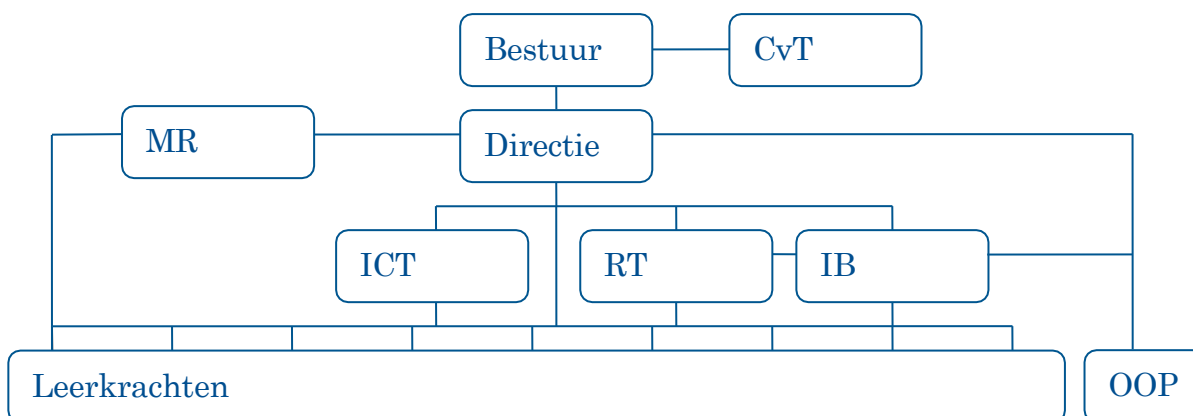 Bestuur
CvT
MR
Directie
ICT
RT
IB
Leerkrachten
OOP